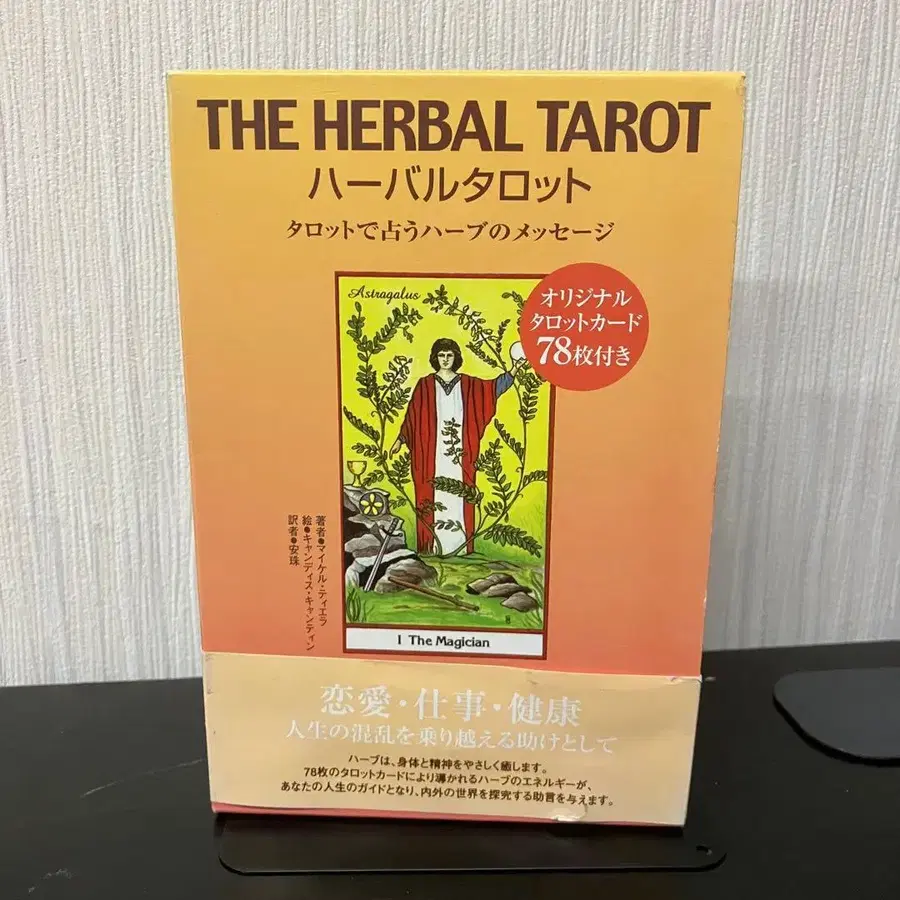 THE HERBAL TAROT
ハーバルタロット
タロットで占うハーブのメッセージ
オリジナル
タロットカード
78枚付き
Astragalus
I The Magician
著者●マイケル・ティエラ
絵●キャンディス・キャンティン
訳者●安珠
恋愛・仕事・健康
人生の混乱を乗り越える助けとして
ハーブは、身体と精神をやさしく癒します。
78枚のタロットカードにより導かれるハーブのエネルギーが、
あなたの人生のガイドとなり、内外の世界を探究する助言を与えます。